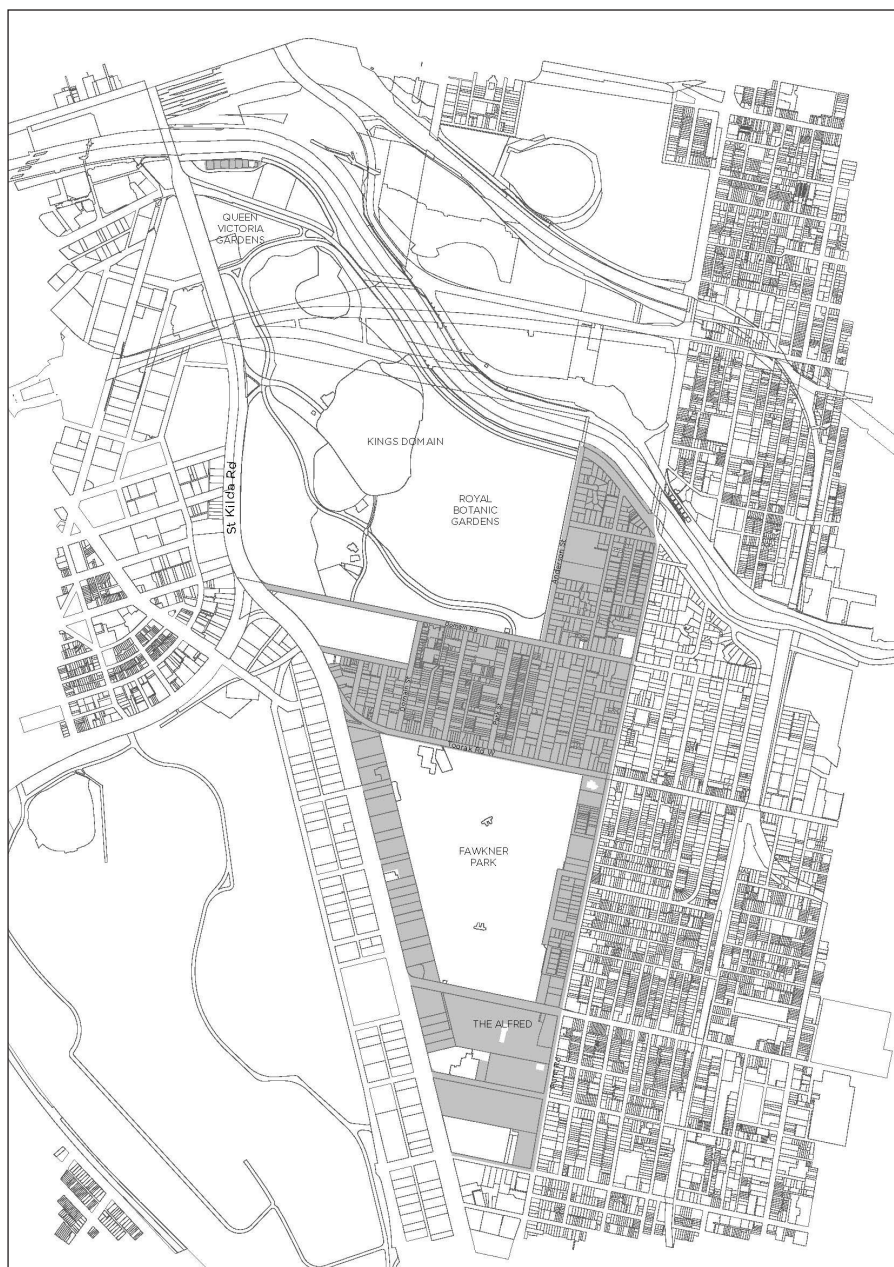 QUEEN
VICTORIA
GARDENS
KINGS DOMAIN
St Kilda Rd
ROYAL
BOTANIC
GARDENS
Anderson St
Domain Rd
Toorak Rd W
FAWKNER
PARK
THE ALFRED